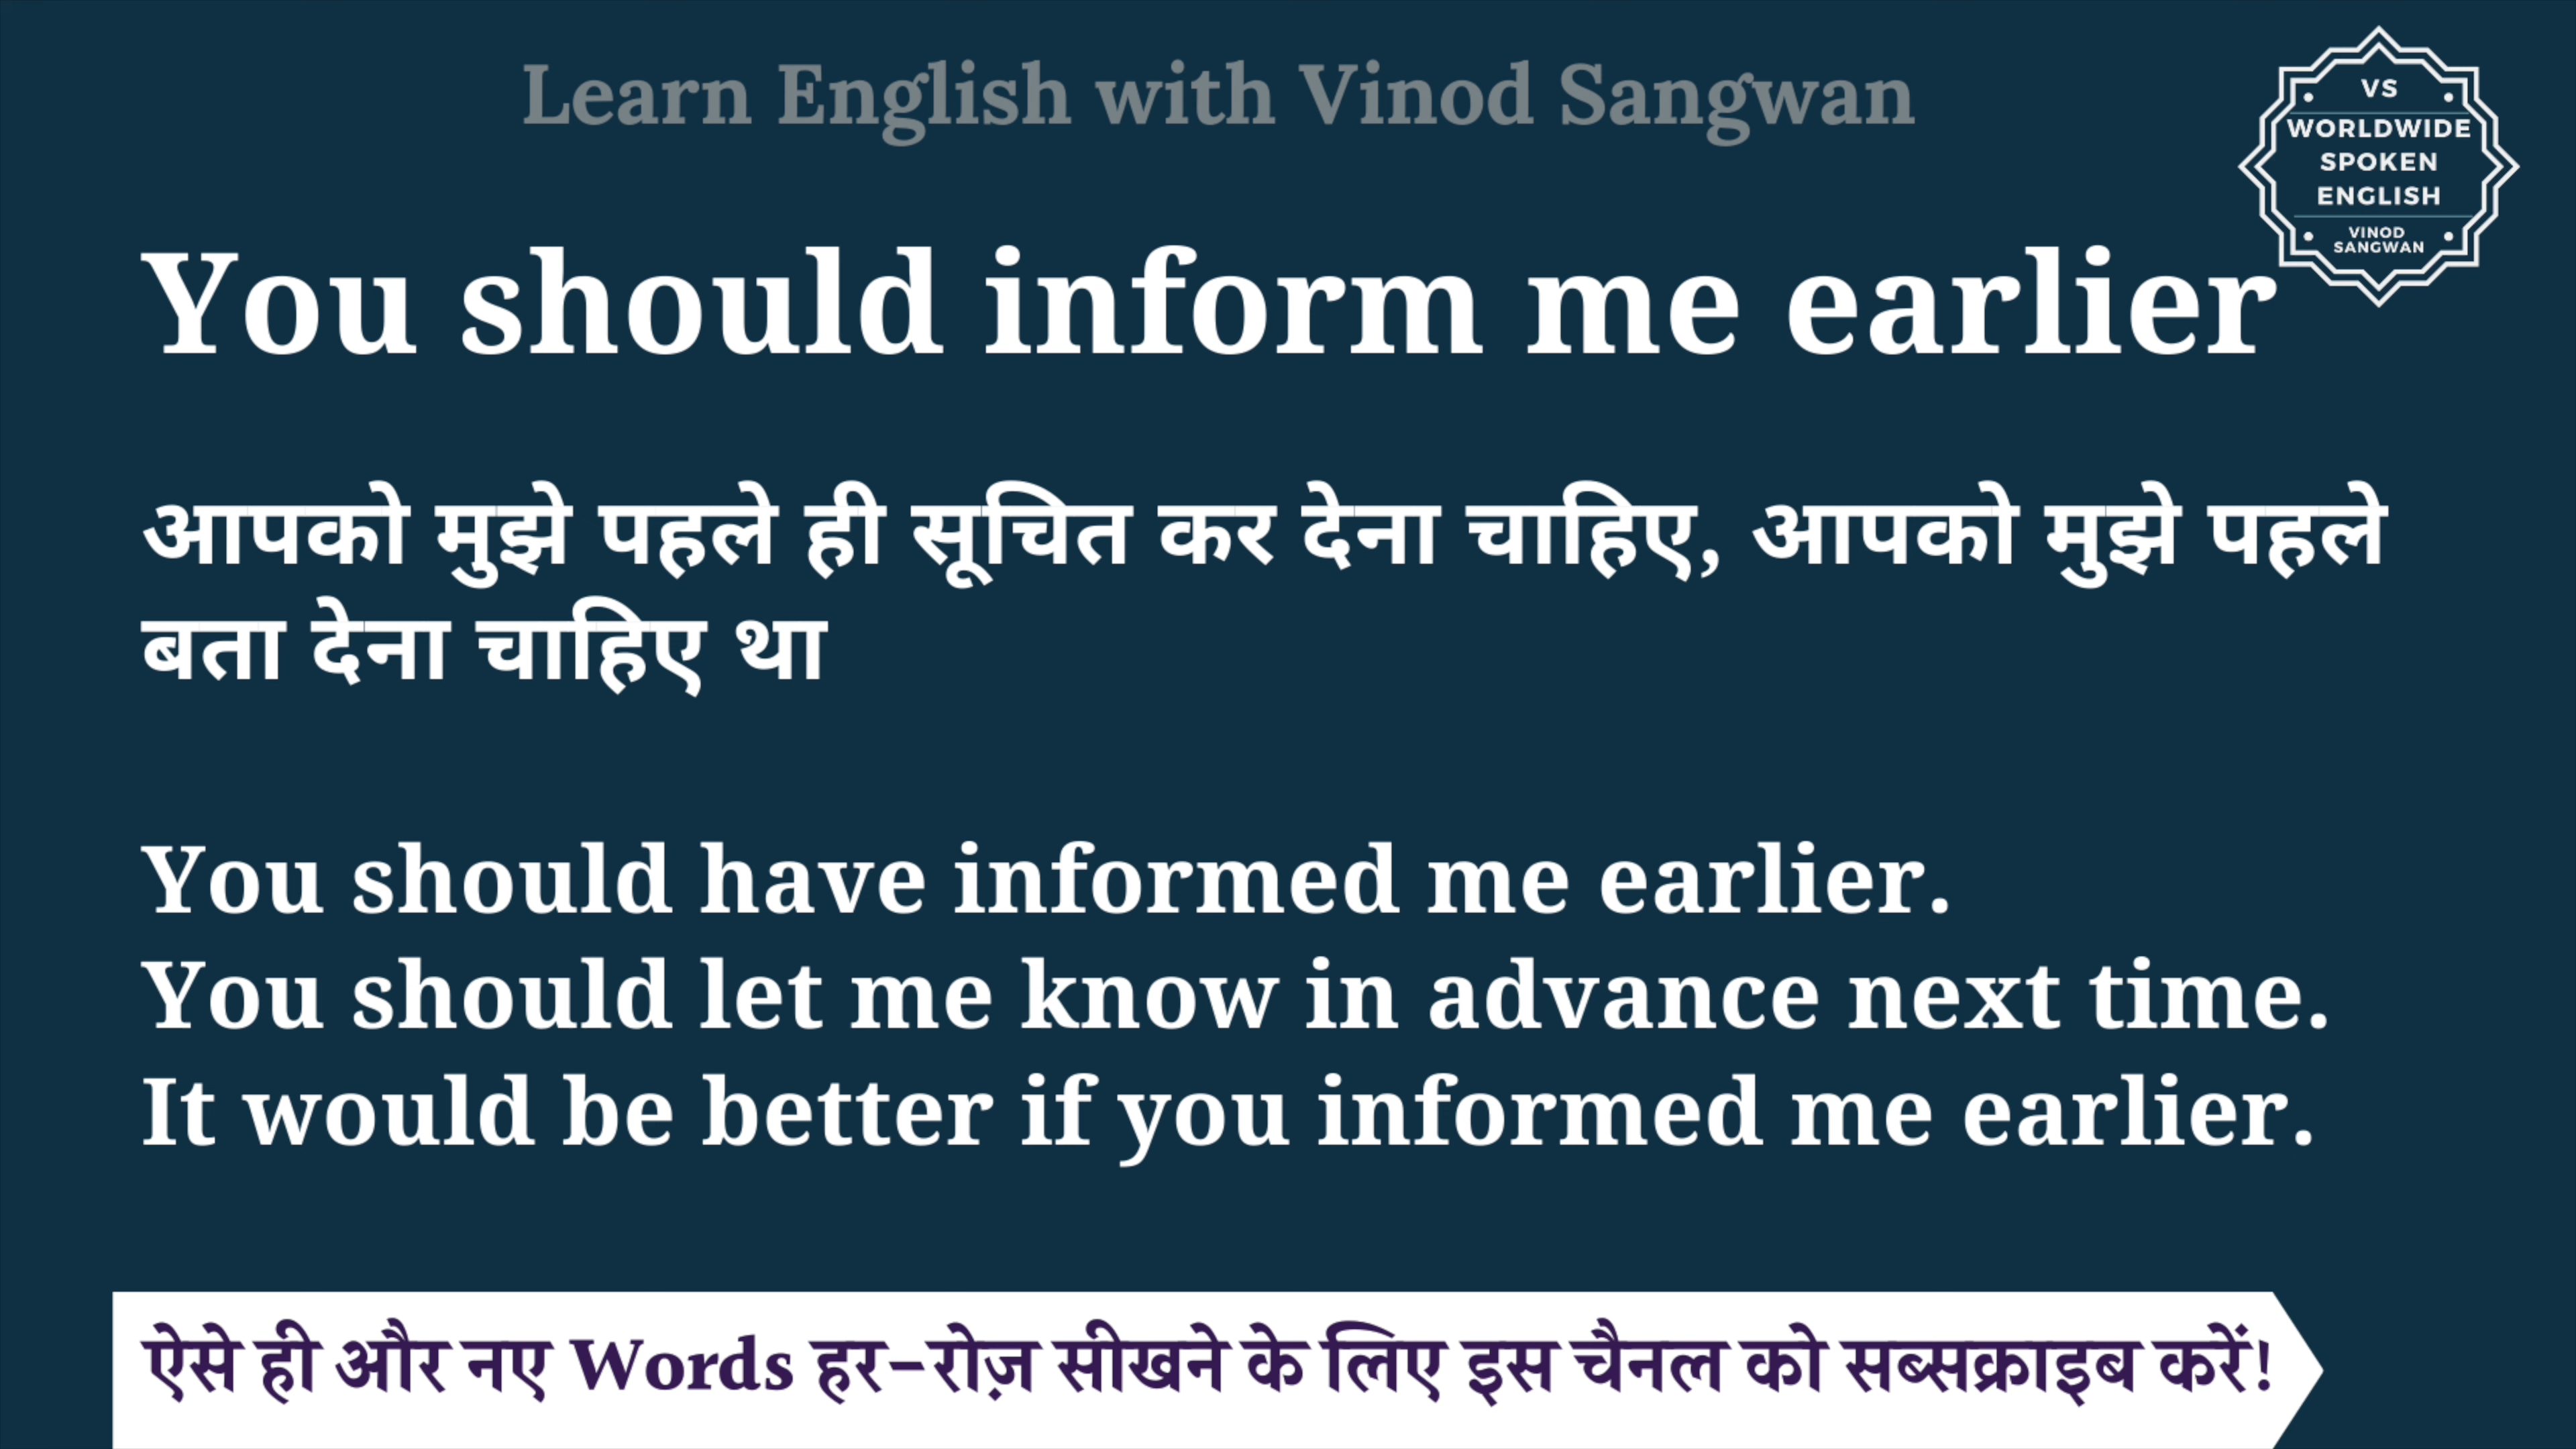 Learn English with Vinod Sangwan
VS
WORLDWIDE
SPOKEN
ENGLISH
VINOD
SANGWAN
You should inform me earlier
आपको मुझे पहले ही सूचित कर देना चाहिए, आपको मुझे पहले
बता देना चाहिए था
You should have informed me earlier.
You should let me know in advance next time.
It would be better if you informed me earlier.
ऐसे ही और नए Words हर-रोज़ सीखने के लिए इस चैनल को सब्सक्राइब करें!